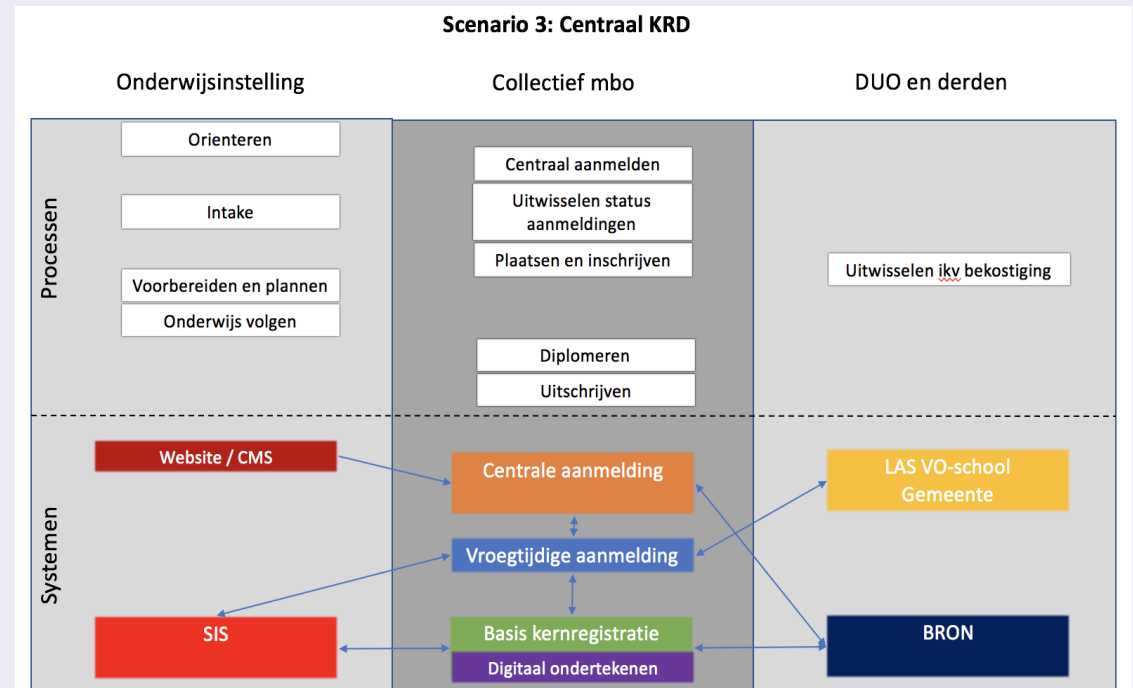 Scenario 3: Centraal KRD
Onderwijsinstelling
Collectief mbo
DUO en derden
Processen
Orienteren
Intake
Voorbereiden en plannen
Onderwijs volgen
Centraal aanmelden
Uitwisselen status
aanmeldingen
Plaatsen en inschrijven
Diplomeren
Uitschrijven
Uitwisselen ikv bekostiging
Systemen
Website / CMS
SIS
Centrale aanmelding
Vroegtijdige aanmelding
Basis kernregistratie
Digitaal ondertekenen
LAS VO-school
Gemeente
BRON